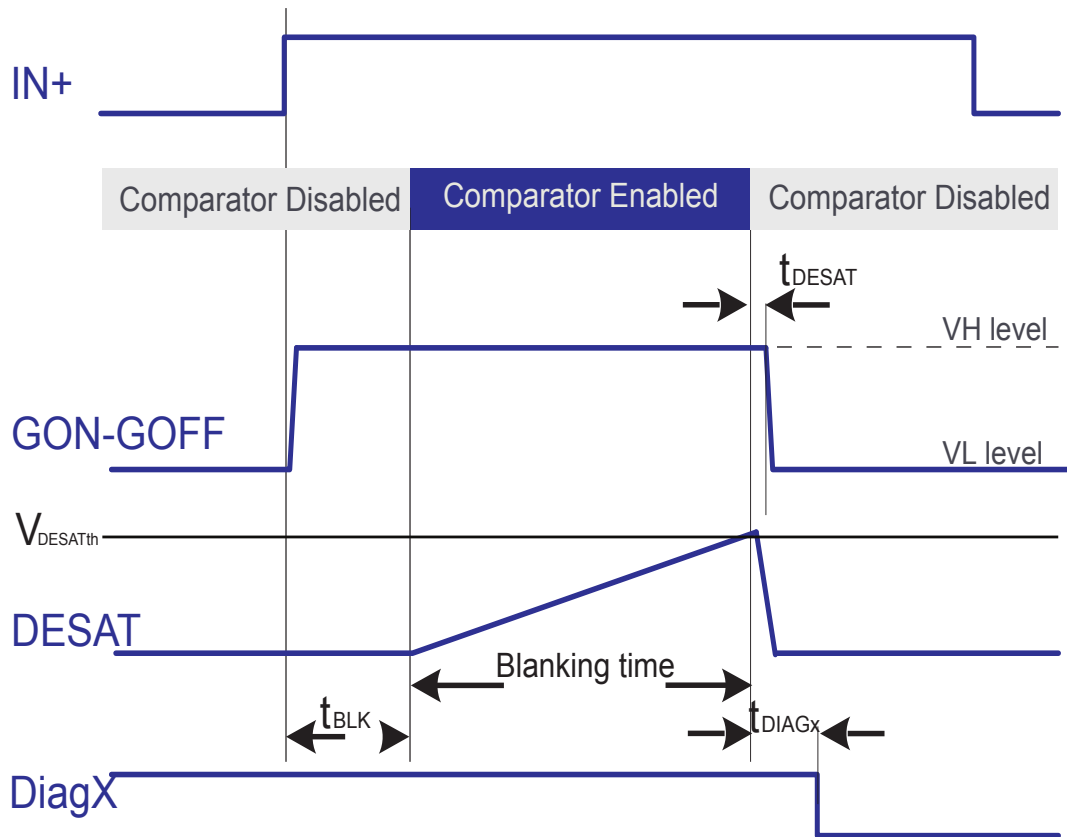 IN+
Comparator Disabled
Comparator Enabled
Comparator Disabled
tDESAT
VH level
GON-GOFF
VL level
VDESATth
DESAT
Blanking time
tBLK
tDIAGx
DiagX